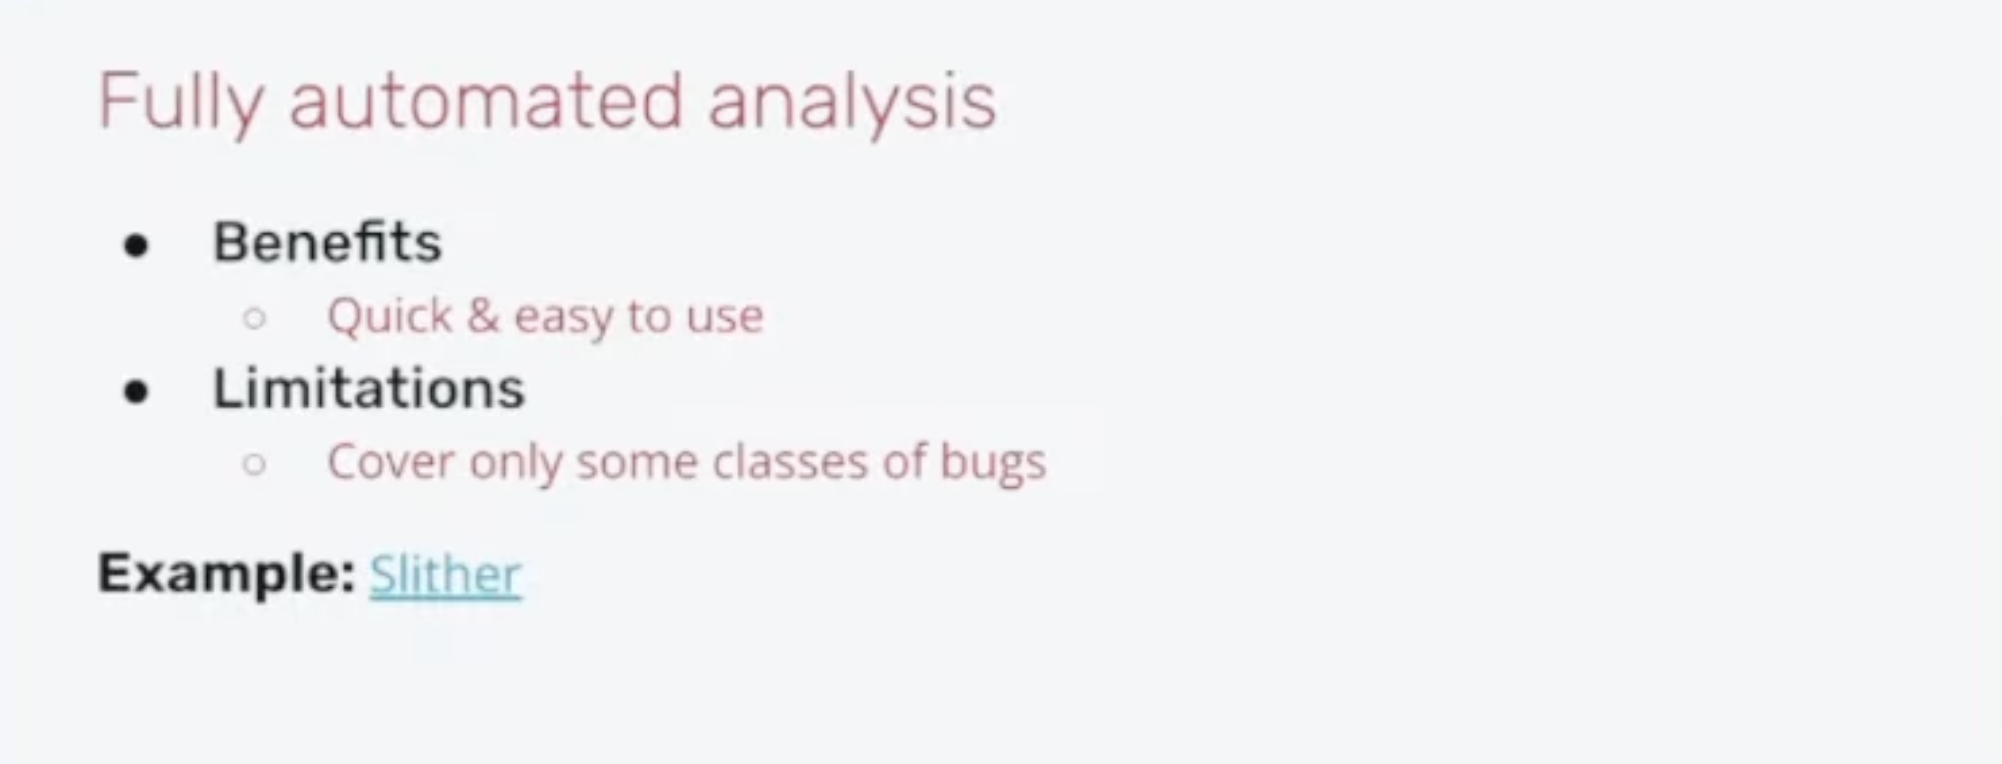 Fully automated analysis
● Benefits
○ Quick & easy to use
● Limitations
○ Cover only some classes of bugs
Example: Slither